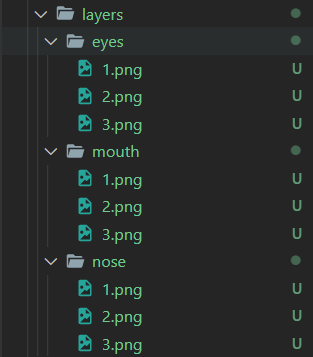 layers
eyes
1.png U
2.png U
3.png U
mouth
1.png U
2.png U
3.png U
nose
1.png U
2.png U
3.png U